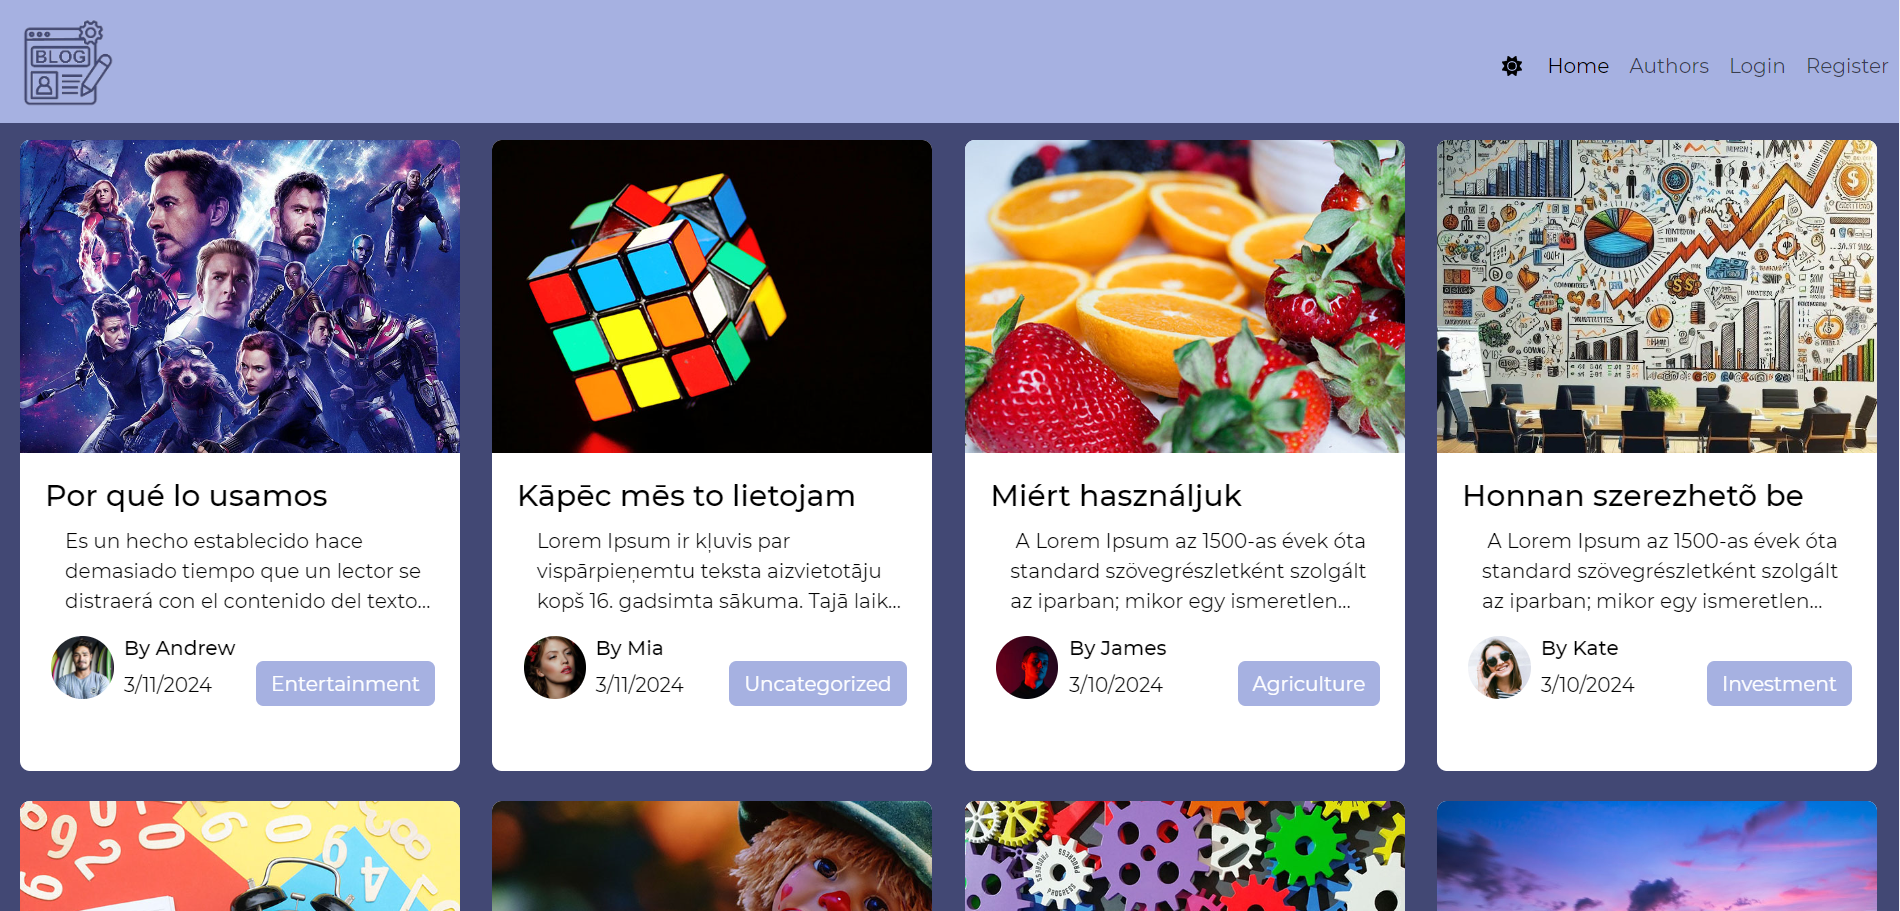 BLOG
Home Authors Login Register
Por qué lo usamos
Es un hecho establecido hace
demasiado tiempo que un lector se
distraerá con el contenido del texto...
By Andrew
3/11/2024
Entertainment
Kāpēc mēs to lietojam
Lorem Ipsum ir kļuvis par
vispārpieņemtu teksta aizvietotāju
kopš 16. gadsimta sākuma. Tajā laik...
By Mia
3/11/2024
Uncategorized
Miért használjuk
A Lorem Ipsum az 1500-as évek óta
standard szövegrészletként szolgált
az iparban; mikor egy ismeretlen...
By James
3/10/2024
Agriculture
Honnan szerezhetõ be
A Lorem Ipsum az 1500-as évek óta
standard szövegrészletként szolgált
az iparban; mikor egy ismeretlen...
By Kate
3/10/2024
Investment
PROGRESS